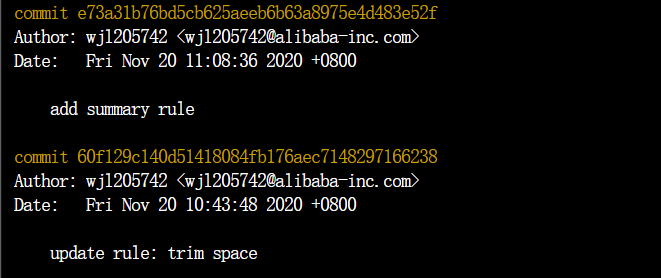 commit e73a31b76bd5cb625aeeb6b63a8975e4d483e52f
Author: wjl205742 <wjl205742@alibaba-inc.com>
Date:   Fri Nov 20 11:08:36 2020 +0800
    add summary rule
commit 60f129c140d51418084fb176aec7148297166238
Author: wjl205742 <wjl205742@alibaba-inc.com>
Date:   Fri Nov 20 10:43:48 2020 +0800
    update rule: trim space